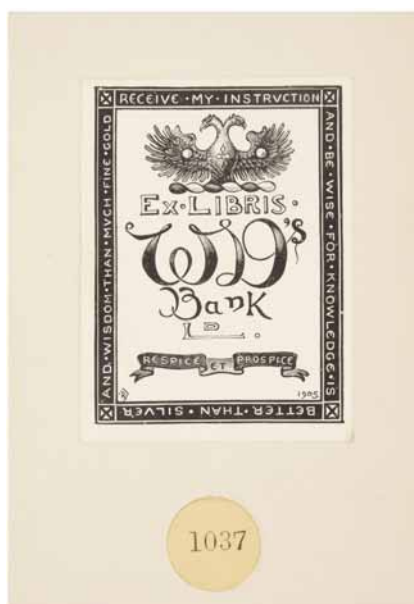 RECEIVE · MY · INSTRVCTION
AND · BE · WISE · FOR · KNOWLEDGE · IS
BETTER · THAN · SILVER
AND · WISDOM · THAN · MVCH · FINE · GOLD
EX · LIBRIS ·
WD's
Bank
LD.
RESPICE ET PROSPICE
1905
1037